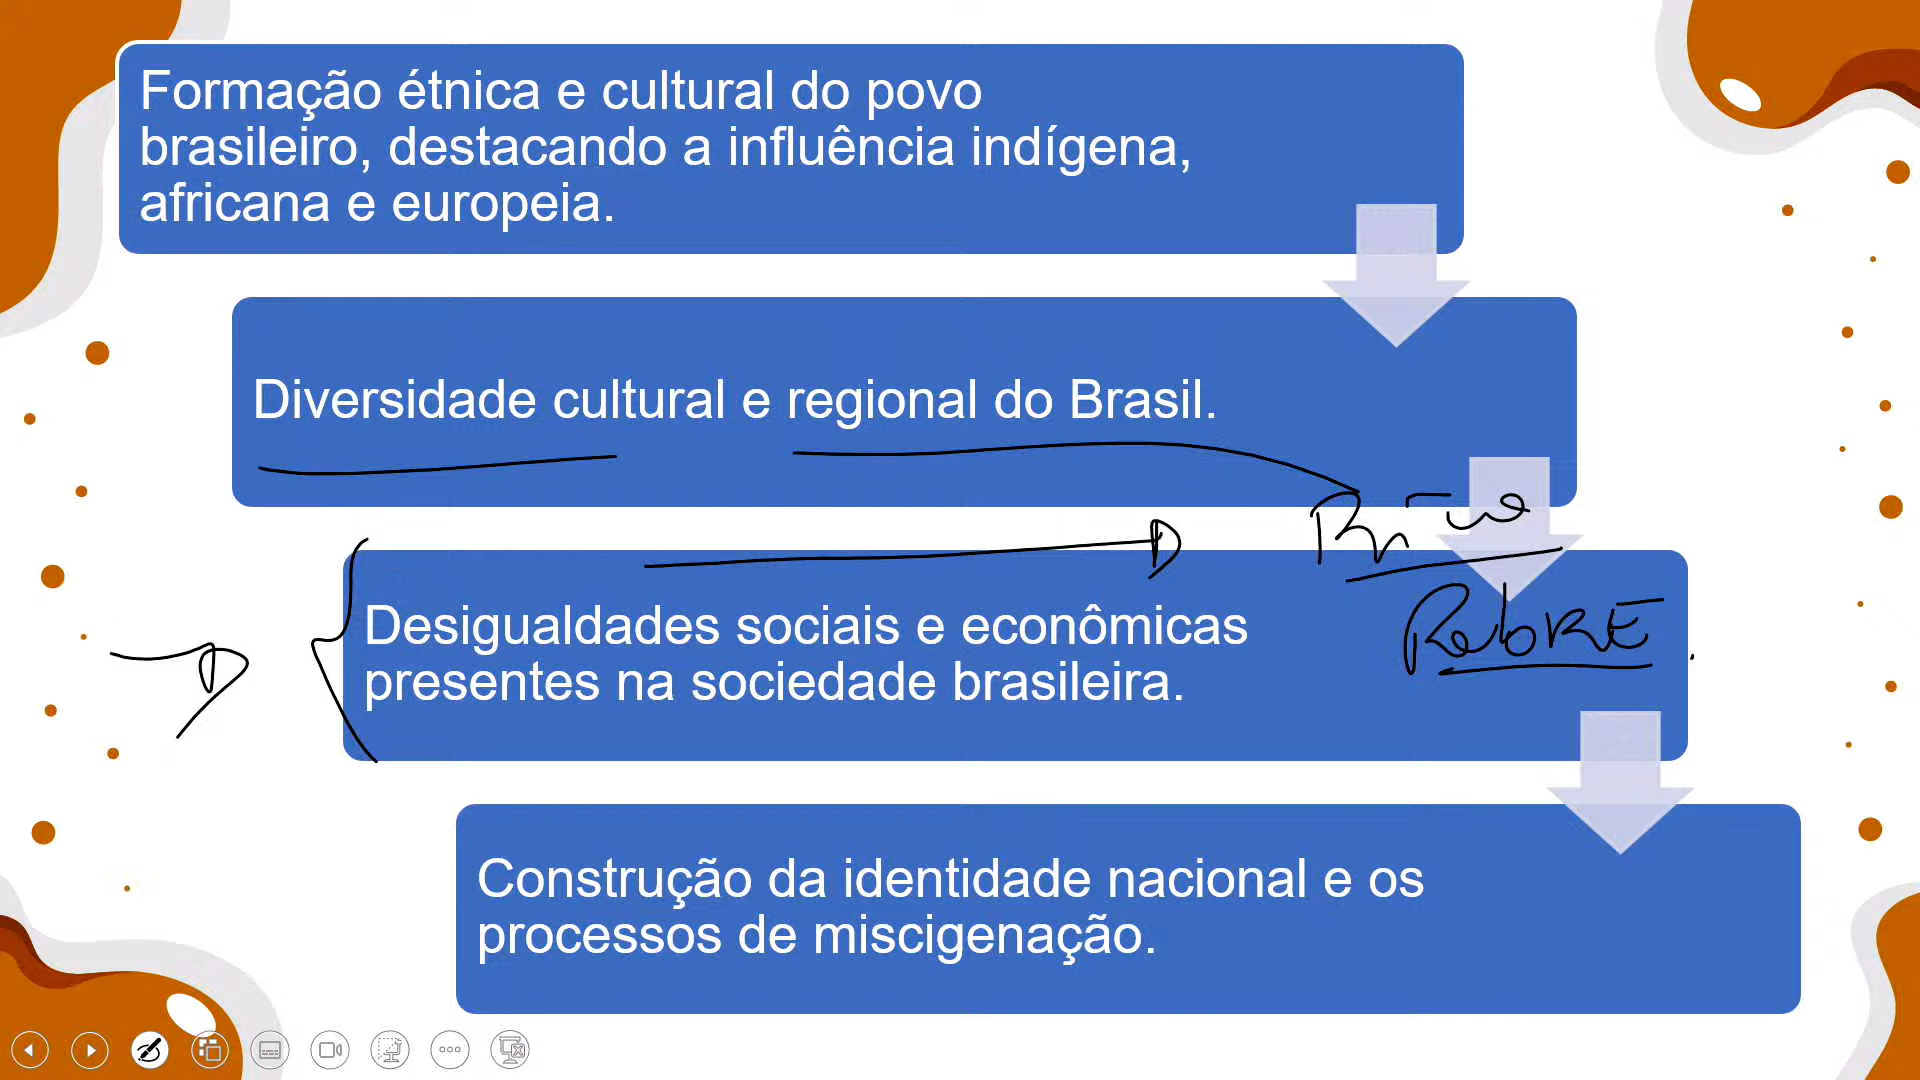 Formação étnica e cultural do povo
brasileiro, destacando a influência indígena,
africana e europeia.
Diversidade cultural e regional do Brasil.
Desigualdades sociais e econômicas
presentes na sociedade brasileira.
Construção da identidade nacional e os
processos de miscigenação.